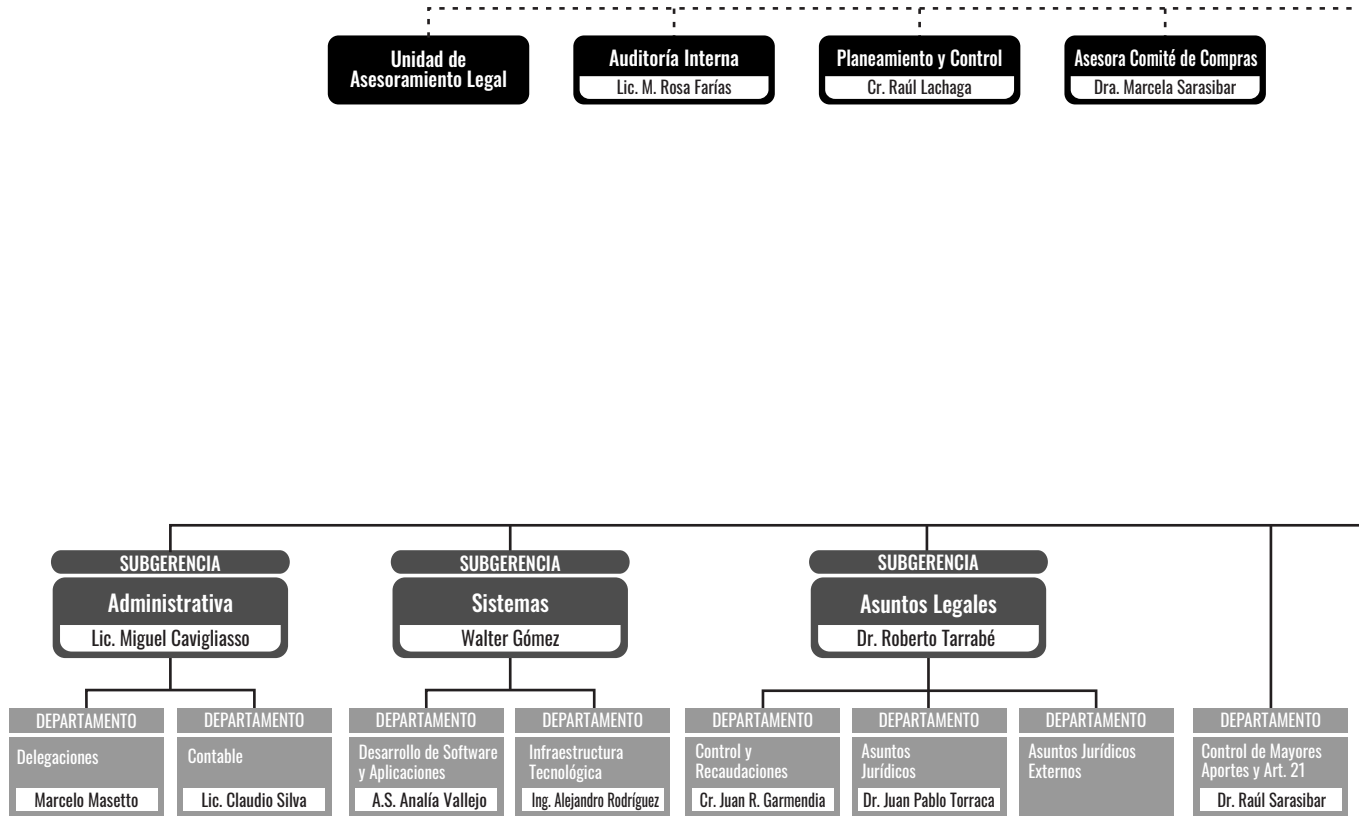 Unidad de
Asesoramiento Legal
Auditoría Interna
Lic. M. Rosa Farías
Planeamiento y Control
Cr. Raúl Lachaga
Asesora Comité de Compras
Dra. Marcela Sarasibar
SUBGERENCIA
Administrativa
Lic. Miguel Cavigliasso
SUBGERENCIA
Sistemas
Walter Gómez
SUBGERENCIA
Asuntos Legales
Dr. Roberto Tarrabé
DEPARTAMENTO
Delegaciones
Marcelo Masetto
DEPARTAMENTO
Contable
Lic. Claudio Silva
DEPARTAMENTO
Desarrollo de Software
y Aplicaciones
A.S. Analía Vallejo
DEPARTAMENTO
Infraestructura
Tecnológica
Ing. Alejandro Rodríguez
DEPARTAMENTO
Control y
Recaudaciones
Cr. Juan R. Garmendia
DEPARTAMENTO
Asuntos
Jurídicos
Dr. Juan Pablo Torraca
DEPARTAMENTO
Asuntos Jurídicos
Externos
DEPARTAMENTO
Control de Mayores
Aportes y Art. 21
Dr. Raúl Sarasibar